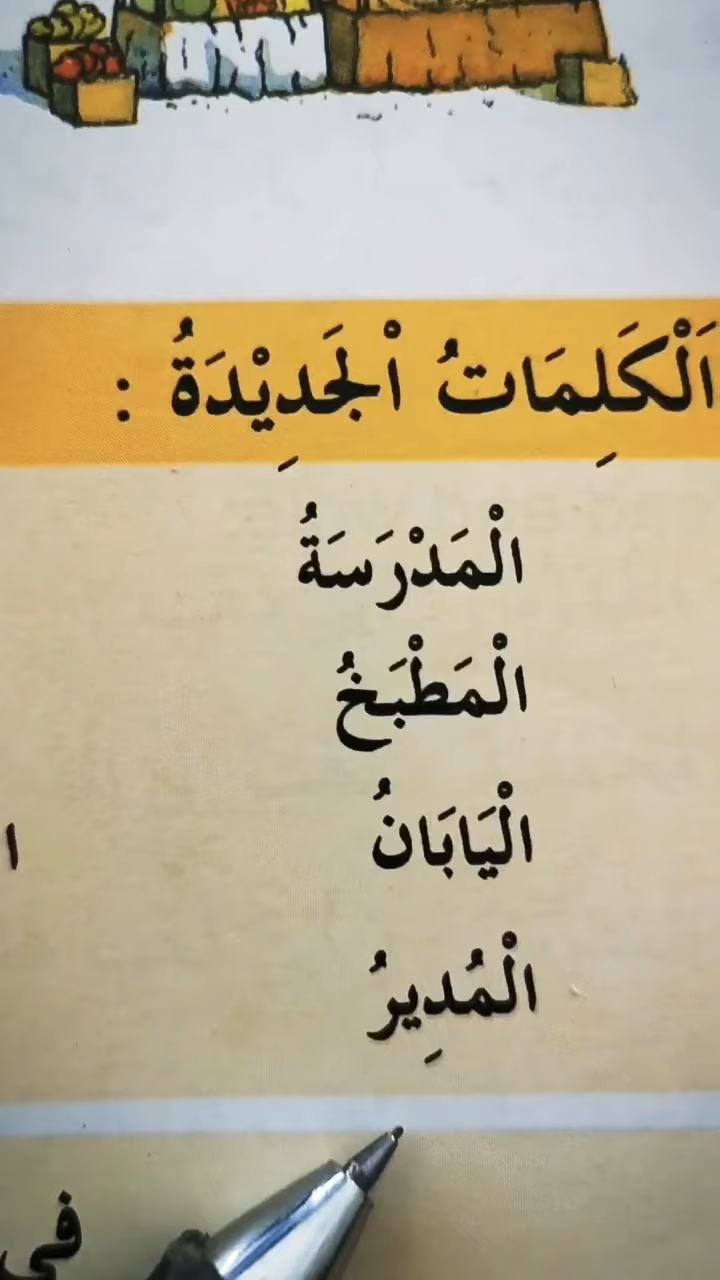 اَلْكَلِمَاتُ الْجَدِيْدَةُ :
الْمَدْرَسَةُ
الْمَطْبَخُ
الْيَابَانُ
الْمُدِيرُ
فِي